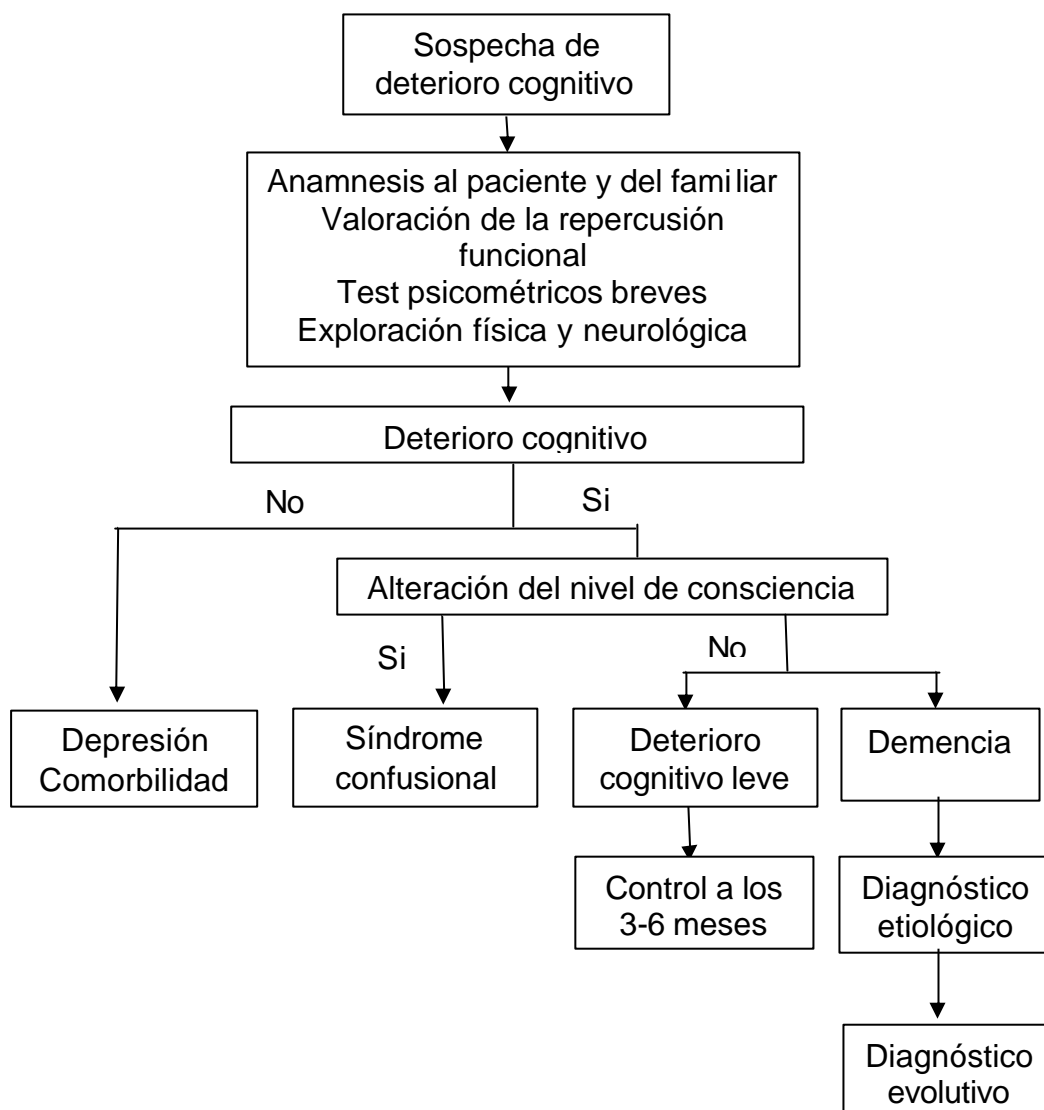 Sospecha de
deterioro cognitivo
Anamnesis al paciente y del familiar
Valoración de la repercusión
funcional
Test psicométricos breves
Exploración física y neurológica
Deterioro cognitivo
No
Si
Alteración del nivel de consciencia
Si
No
Depresión
Comorbilidad
Síndrome
confusional
Deterioro
cognitivo leve
Demencia
Control a los
3-6 meses
Diagnóstico
etiológico
Diagnóstico
evolutivo